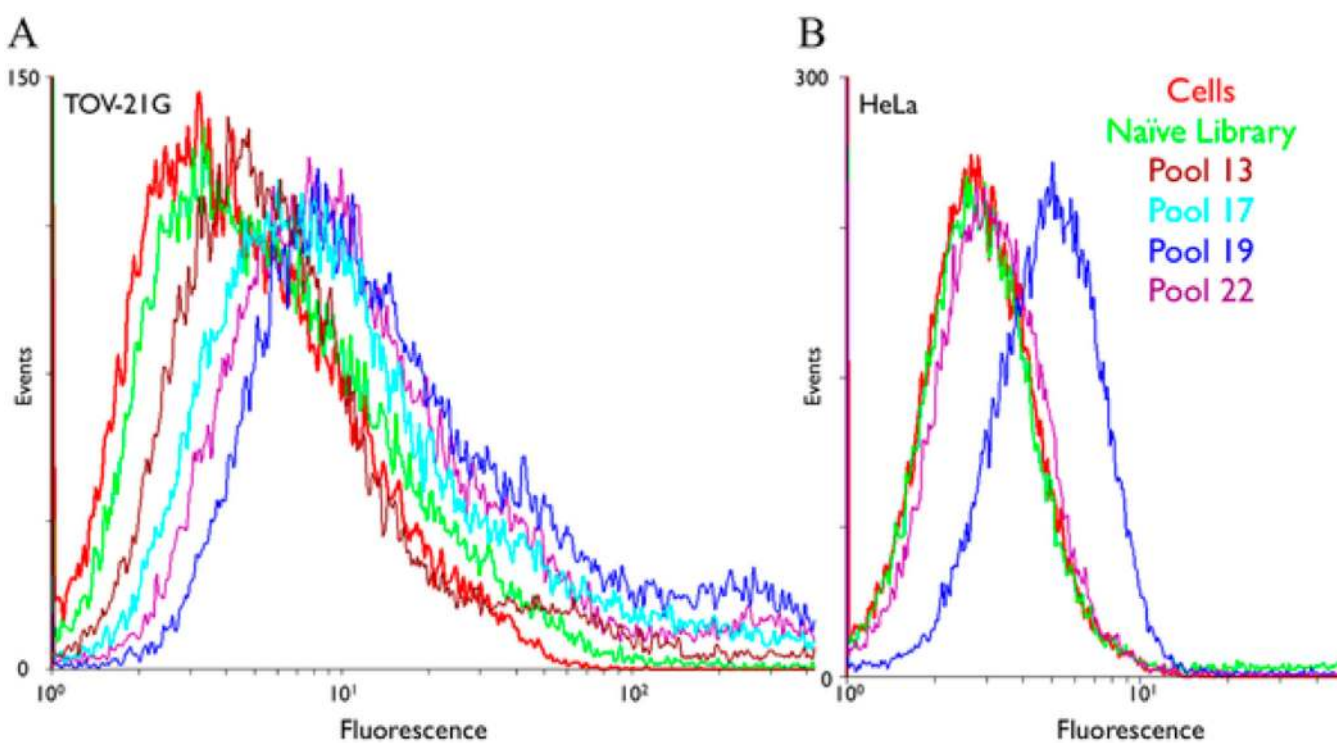 A
150
TOV-21G
Events
0
10⁰
10¹
10²
Fluorescence
B
300
HeLa
Cells
Naïve Library
Pool 13
Pool 17
Pool 19
Pool 22
Events
0
10⁰
10¹
Fluorescence